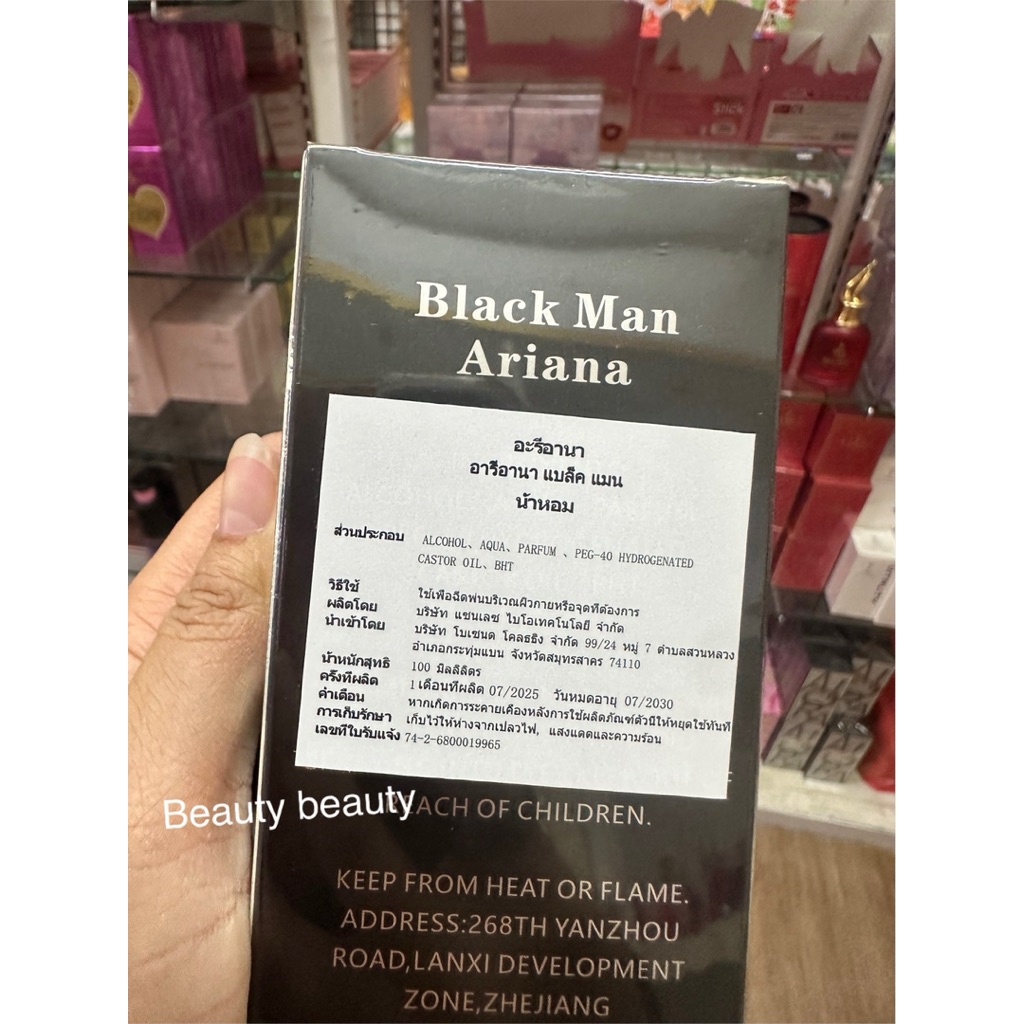 Stick
Black Man
Ariana
อะรีอานา
อารีอานา แบล็ค แมน
น้ำหอม
ส่วนประกอบ ALCOHOL、AQUA、PARFUM 、PEG-40 HYDROGENATED
CASTOR OIL、BHT
วิธีใช้ ใช้เพื่อฉีดพ่นบริเวณผิวกายหรือจุดที่ต้องการ
ผลิตโดย บริษัท แชนเลซ ไบโอเทคโนโลยี จำกัด
นำเข้าโดย บริษัท โบเซนด โคลธธิง จำกัด 99/24 หมู่ 7 ตำบลสวนหลวง
อำเภอกระทุ่มแบน จังหวัดสมุทรสาคร 74110
น้ำหนักสุทธิ 100 มิลลิลิตร
ครั้งที่ผลิต 1 เดือนที่ผลิต 07/2025 วันหมดอายุ 07/2030
คำเตือน หากเกิดการระคายเคืองหลังการใช้ผลิตภัณฑ์ตัวนี้ให้หยุดใช้ทันที
การเก็บรักษา เก็บไว้ให้ห่างจากเปลวไฟ, แสงแดดและความร้อน
เลขที่ใบรับแจ้ง 74-2-6800019965
Beauty beauty
REACH OF CHILDREN.
KEEP FROM HEAT OR FLAME.
ADDRESS:268TH YANZHOU
ROAD,LANXI DEVELOPMENT
ZONE,ZHEJIANG